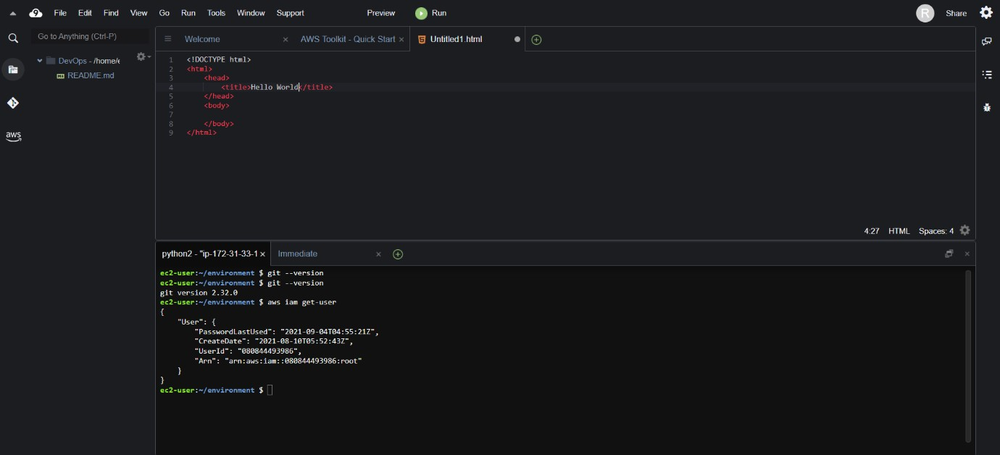 File Edit Find View Go Run Tools Window Support Preview Run R Share
Go to Anything (Ctrl-P)
DevOps - /home/e
README.md
aws
Welcome AWS Toolkit - Quick Start Untitled1.html
1 <!DOCTYPE html>
2 <html>
3 <head>
4 <title>Hello World</title>
5 </head>
6 <body>
7
8 </body>
9 </html>
4:27 HTML Spaces: 4
python2 - "ip-172-31-33-1 Immediate
ec2-user:~/environment $ git --version
ec2-user:~/environment $ git --version
git version 2.32.0
ec2-user:~/environment $ aws iam get-user
{
"User": {
"PasswordLastUsed": "2021-09-04T04:55:21Z",
"CreateDate": "2021-08-10T05:52:43Z",
"UserId": "080844493986",
"Arn": "arn:aws:iam::080844493986:root"
}
}
ec2-user:~/environment $